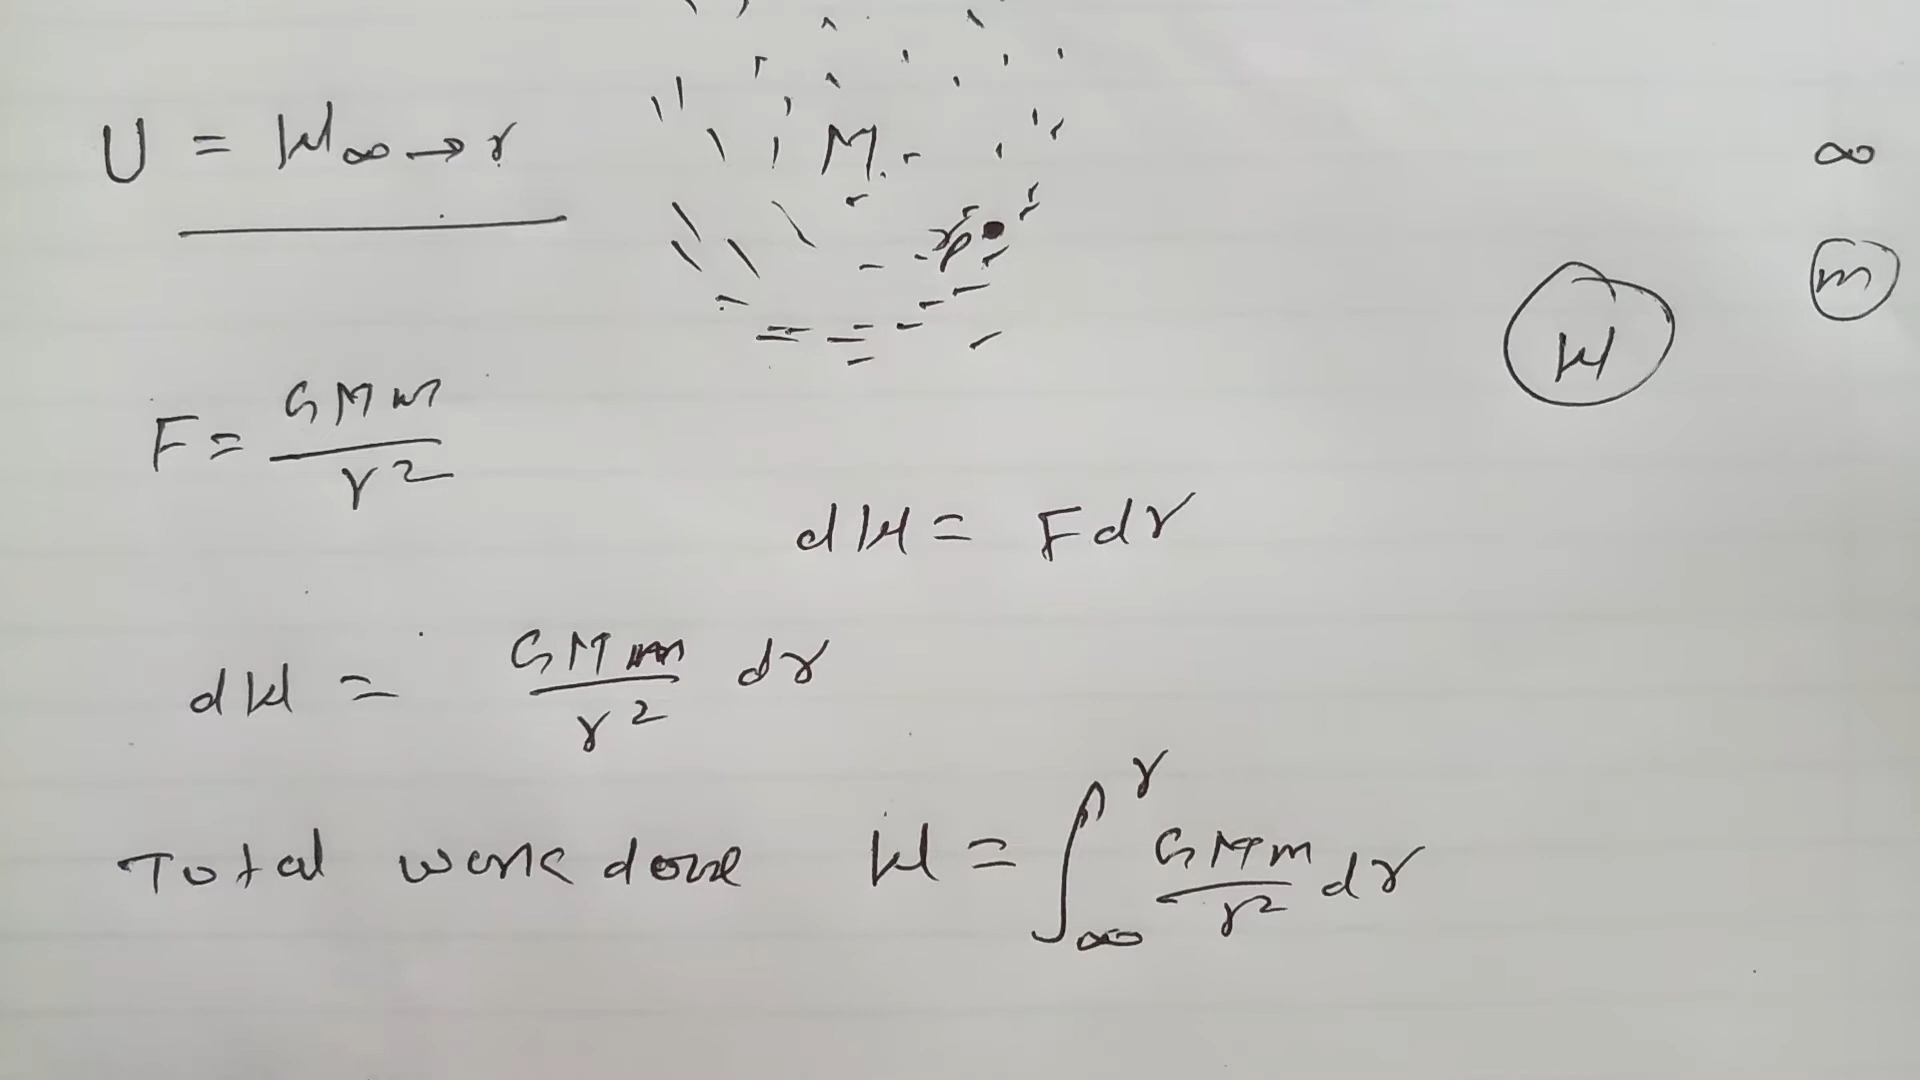 U = W∞→r
M
∞
P
m
W
F = GMm / r²
dW = Fdr
dW = GMm / r² dr
Total work done W = ∫∞^r GMm / r² dr